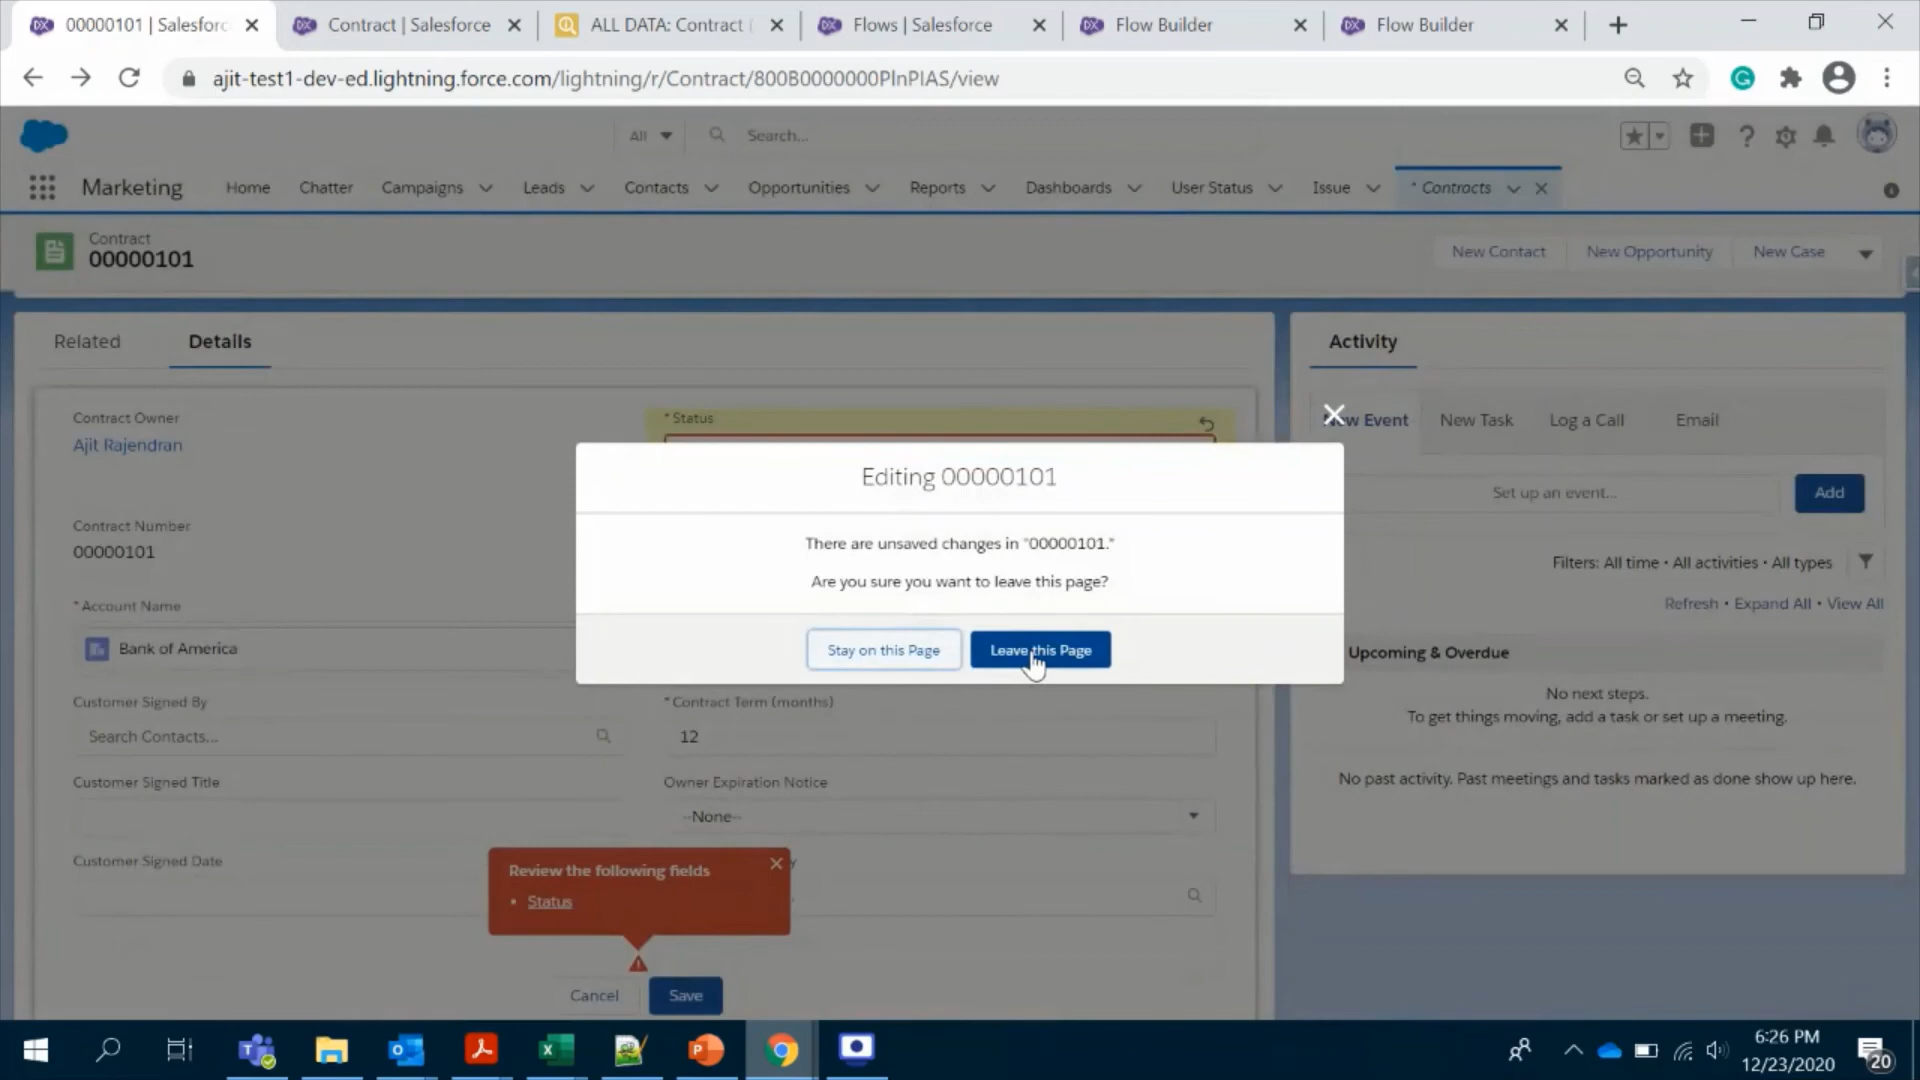 00000101 | Salesforc
Contract | Salesforce
ALL DATA: Contract (
Flows | Salesforce
Flow Builder
Flow Builder
ajit-test1-dev-ed.lightning.force.com/lightning/r/Contract/800B0000000PlnPIAS/view
All
Search...
Marketing
Home
Chatter
Campaigns
Leads
Contacts
Opportunities
Reports
Dashboards
User Status
Issue
* Contracts
Contract
00000101
New Contact
New Opportunity
New Case
Related
Details
Activity
Contract Owner
Ajit Rajendran
* Status
New Event
New Task
Log a Call
Email
Editing 00000101
Set up an event...
Add
Contract Number
00000101
There are unsaved changes in "00000101."
Are you sure you want to leave this page?
Filters: All time • All activities • All types
Refresh • Expand All • View All
* Account Name
Bank of America
Stay on this Page
Leave this Page
Upcoming & Overdue
No next steps.
To get things moving, add a task or set up a meeting.
Customer Signed By
Search Contacts...
* Contract Term (months)
12
Customer Signed Title
Owner Expiration Notice
--None--
No past activity. Past meetings and tasks marked as done show up here.
Customer Signed Date
Review the following fields
• Status
y
Cancel
Save
6:26 PM
12/23/2020
20